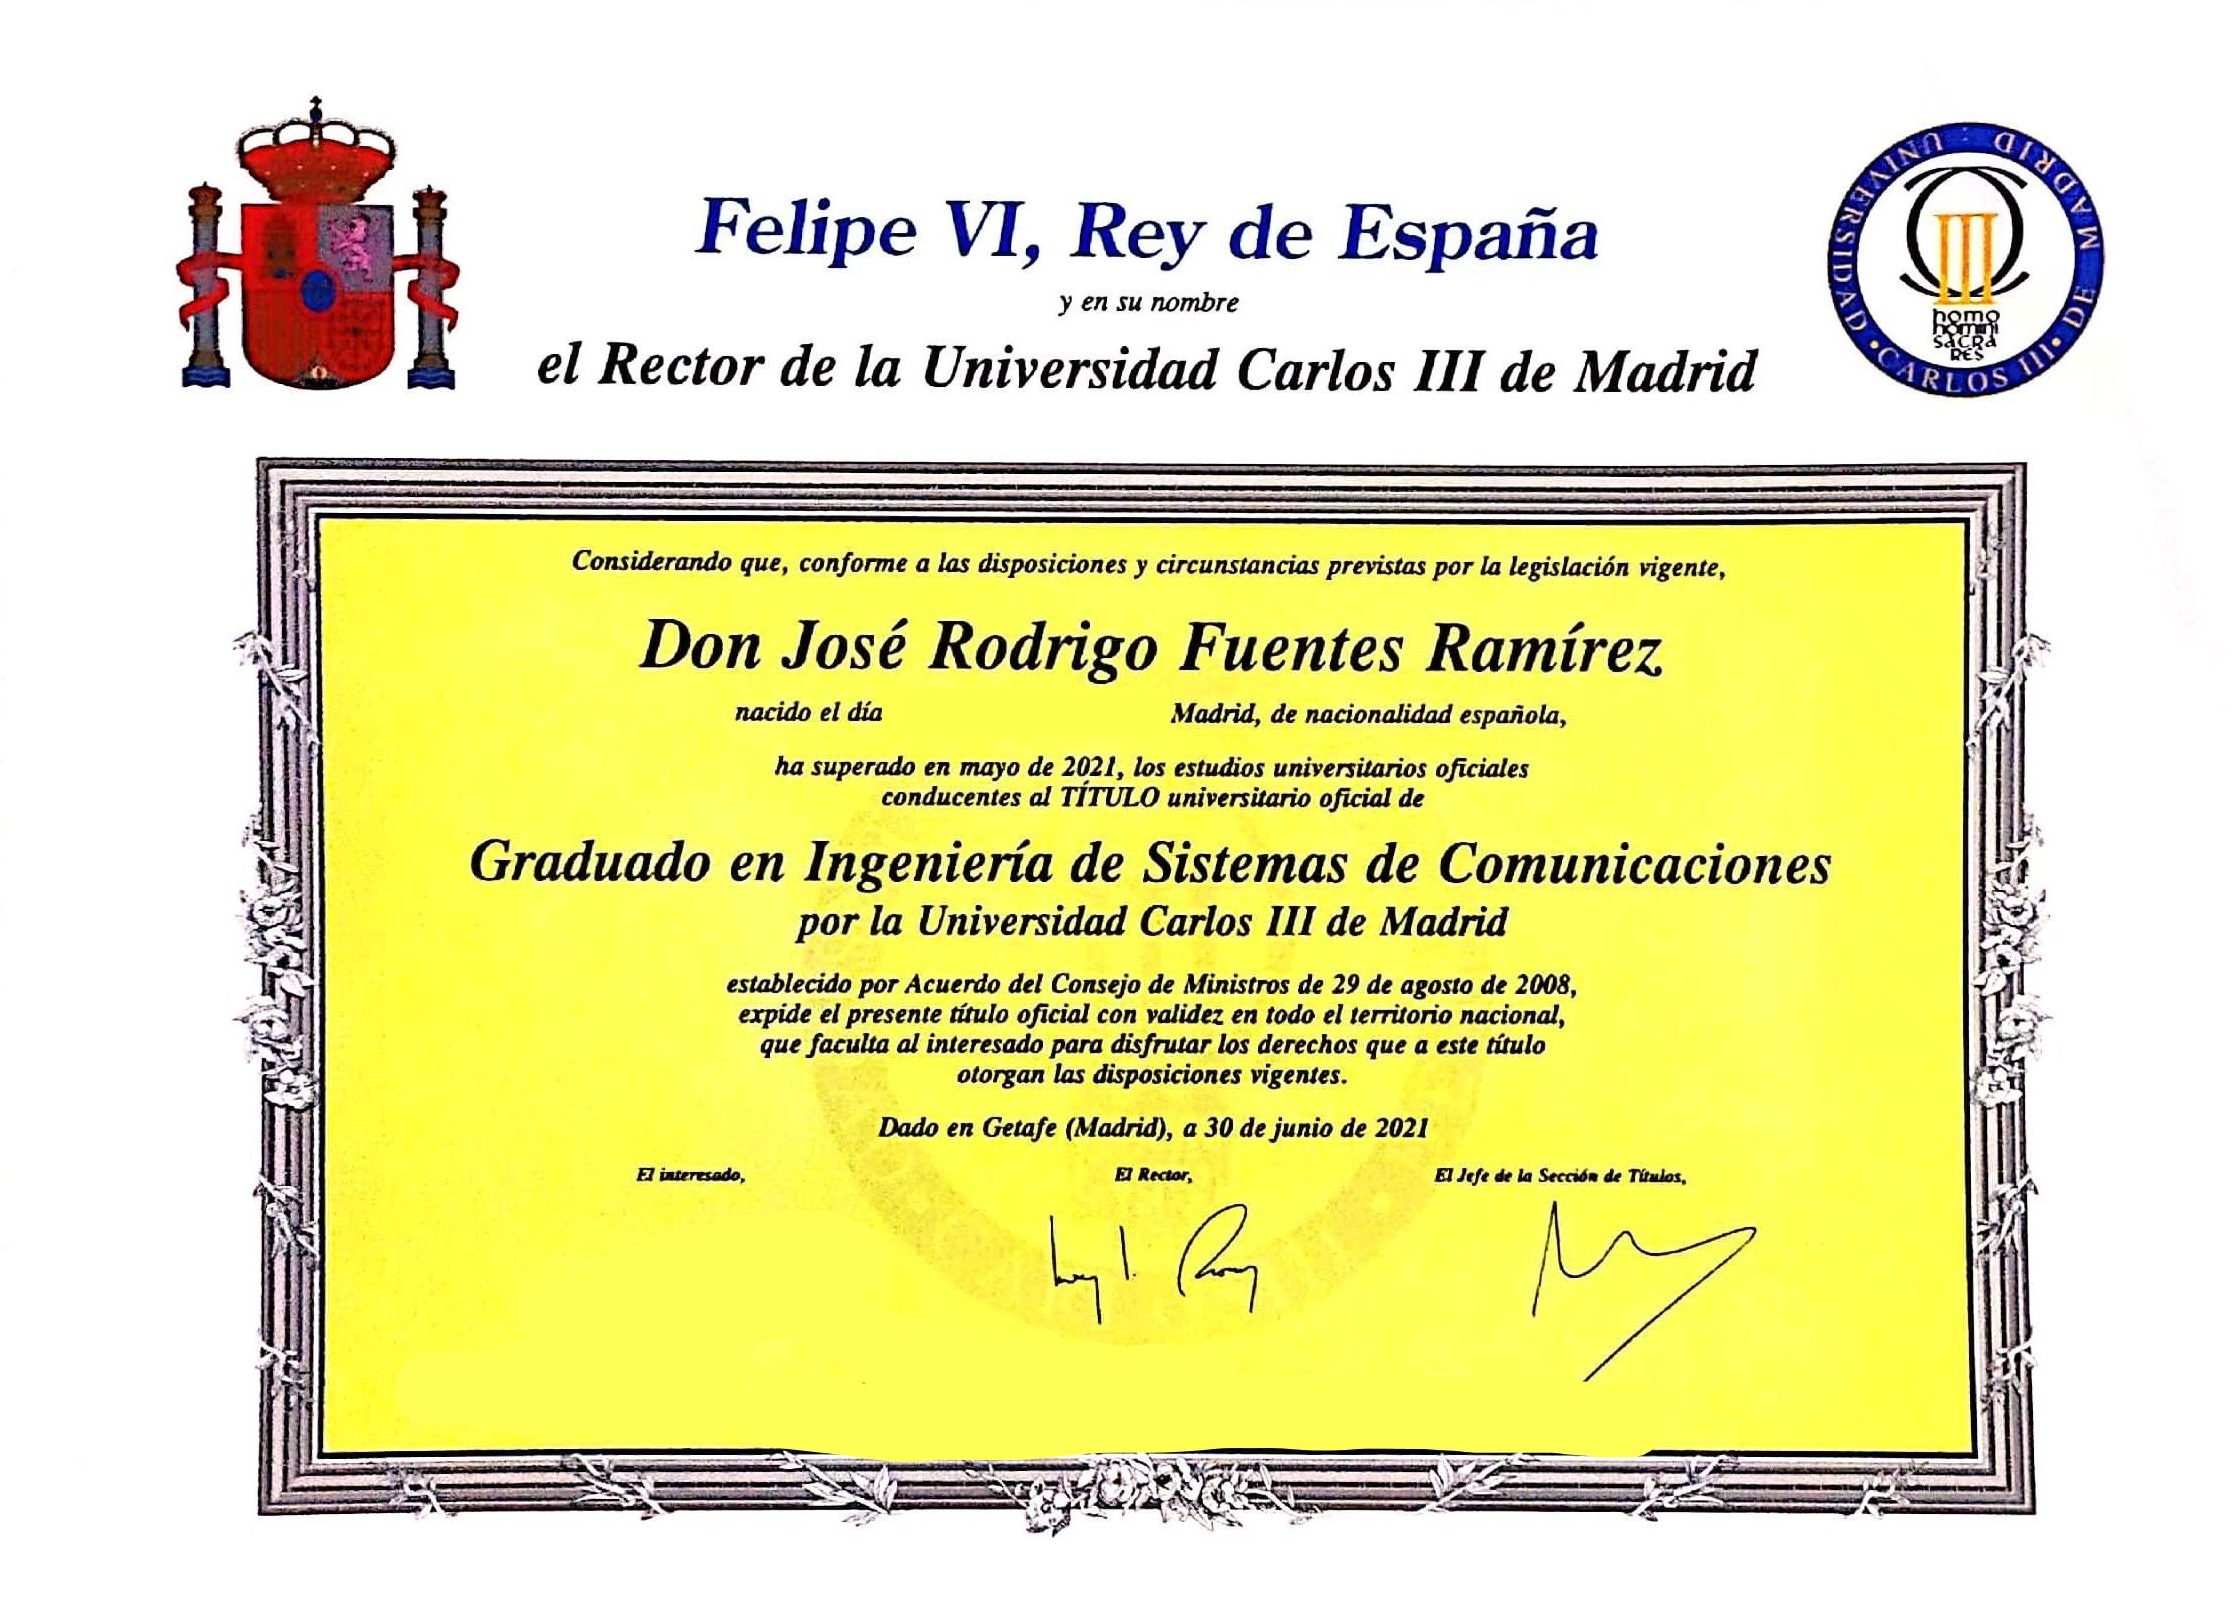 Felipe VI, Rey de España
y en su nombre
el Rector de la Universidad Carlos III de Madrid
UNIVERSIDAD · CARLOS III · DE MADRID ·
III
homo
homini
SACRA
RES
Considerando que, conforme a las disposiciones y circunstancias previstas por la legislación vigente,
Don José Rodrigo Fuentes Ramírez
nacido el día Madrid, de nacionalidad española,
ha superado en mayo de 2021, los estudios universitarios oficiales
conducentes al TÍTULO universitario oficial de
Graduado en Ingeniería de Sistemas de Comunicaciones
por la Universidad Carlos III de Madrid
establecido por Acuerdo del Consejo de Ministros de 29 de agosto de 2008,
expide el presente título oficial con validez en todo el territorio nacional,
que faculta al interesado para disfrutar los derechos que a este título
otorgan las disposiciones vigentes.
Dado en Getafe (Madrid), a 30 de junio de 2021
El interesado, El Rector, El Jefe de la Sección de Títulos,